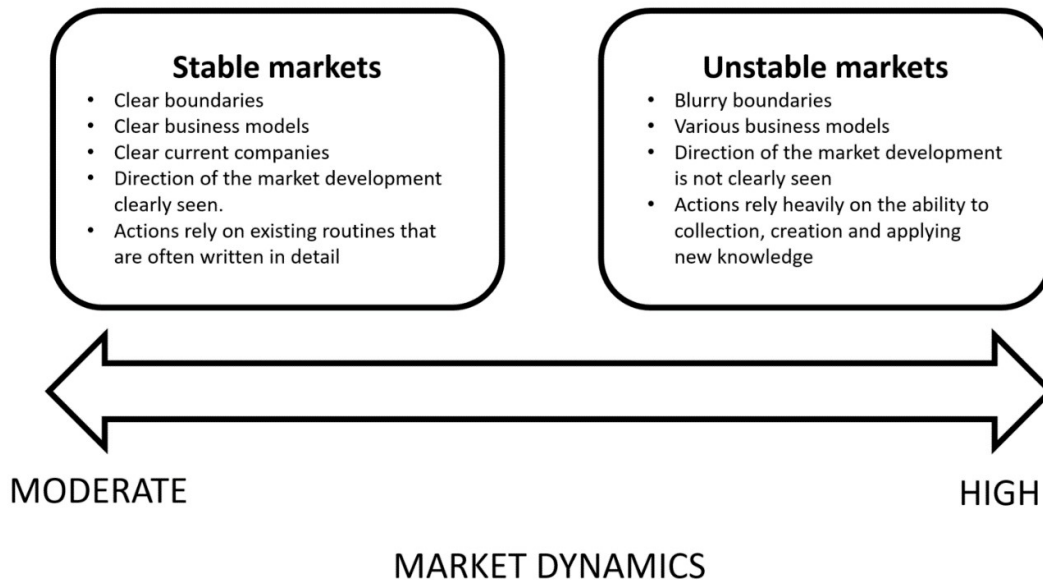 Stable markets
• Clear boundaries
• Clear business models
• Clear current companies
• Direction of the market development
clearly seen.
• Actions rely on existing routines that
are often written in detail
Unstable markets
• Blurry boundaries
• Various business models
• Direction of the market development
is not clearly seen
• Actions rely heavily on the ability to
collection, creation and applying
new knowledge
MODERATE
HIGH
MARKET DYNAMICS